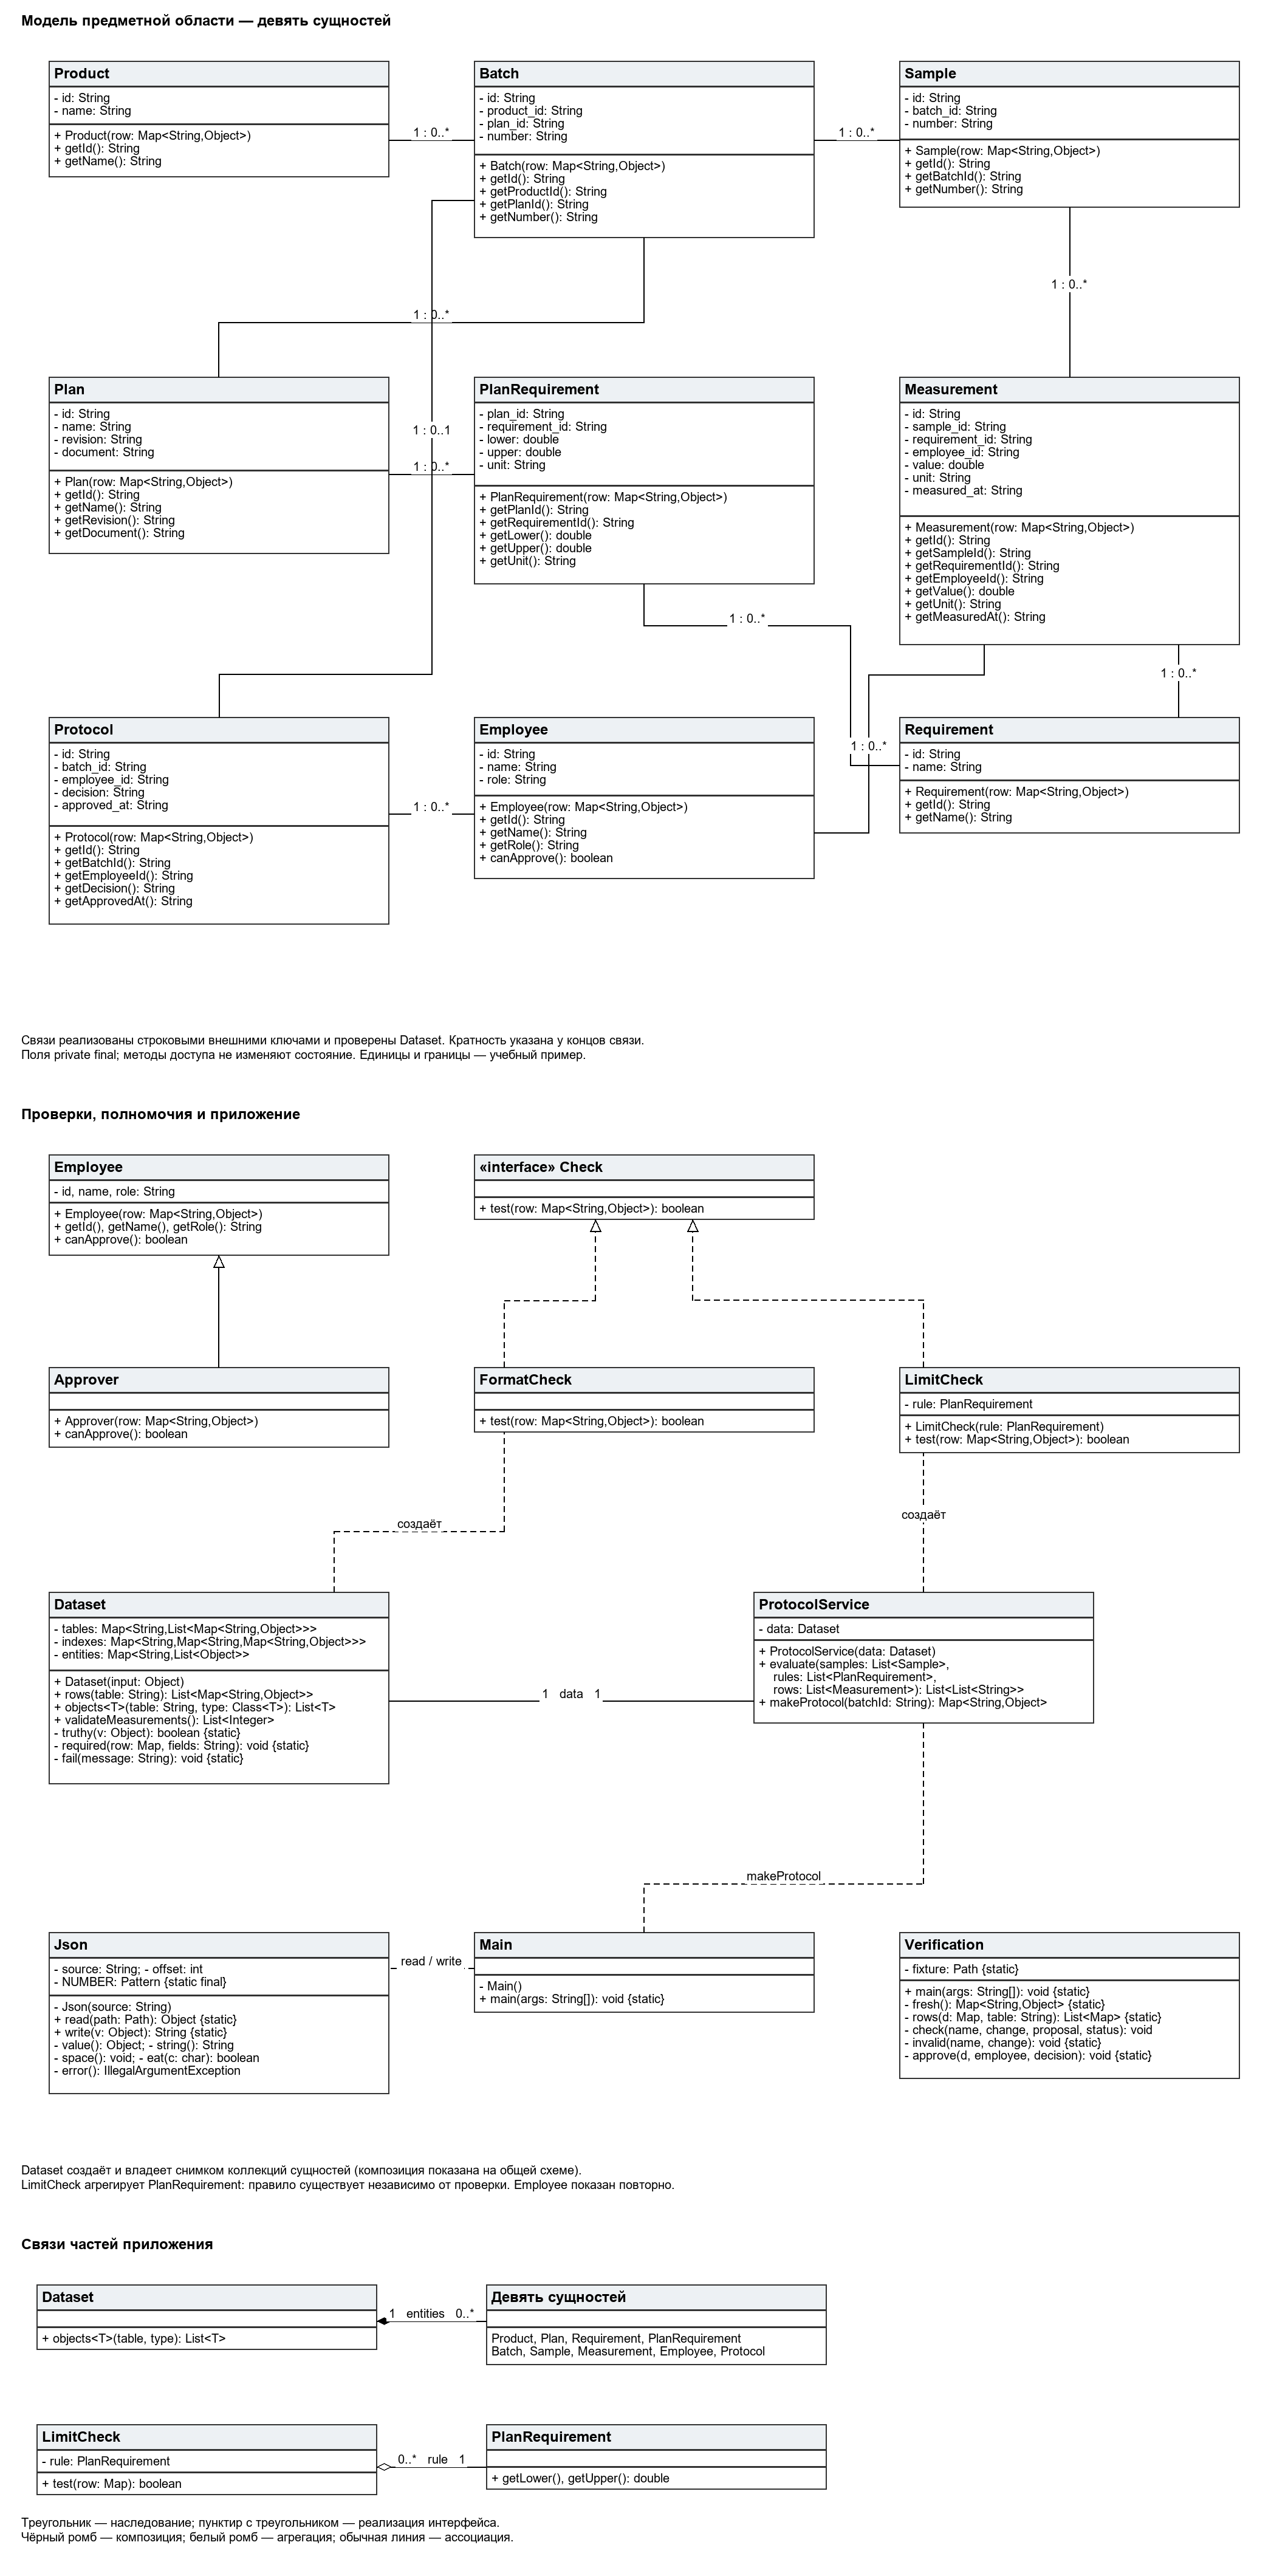 Модель предметной области — девять сущностей
Product
- id: String
- name: String
+ Product(row: Map<String,Object>)
+ getId(): String
+ getName(): String
1 : 0..*
Batch
- id: String
- product_id: String
- plan_id: String
- number: String
+ Batch(row: Map<String,Object>)
+ getId(): String
+ getProductId(): String
+ getPlanId(): String
+ getNumber(): String
1 : 0..*
Sample
- id: String
- batch_id: String
- number: String
+ Sample(row: Map<String,Object>)
+ getId(): String
+ getBatchId(): String
+ getNumber(): String
1 : 0..*
1 : 0..*
Plan
- id: String
- name: String
- revision: String
- document: String
+ Plan(row: Map<String,Object>)
+ getId(): String
+ getName(): String
+ getRevision(): String
+ getDocument(): String
1 : 0..1
1 : 0..*
PlanRequirement
- plan_id: String
- requirement_id: String
- lower: double
- upper: double
- unit: String
+ PlanRequirement(row: Map<String,Object>)
+ getPlanId(): String
+ getRequirementId(): String
+ getLower(): double
+ getUpper(): double
+ getUnit(): String
Measurement
- id: String
- sample_id: String
- requirement_id: String
- employee_id: String
- value: double
- unit: String
- measured_at: String
+ Measurement(row: Map<String,Object>)
+ getId(): String
+ getSampleId(): String
+ getRequirementId(): String
+ getEmployeeId(): String
+ getValue(): double
+ getUnit(): String
+ getMeasuredAt(): String
1 : 0..*
1 : 0..*
Protocol
- id: String
- batch_id: String
- employee_id: String
- decision: String
- approved_at: String
+ Protocol(row: Map<String,Object>)
+ getId(): String
+ getBatchId(): String
+ getEmployeeId(): String
+ getDecision(): String
+ getApprovedAt(): String
1 : 0..*
Employee
- id: String
- name: String
- role: String
+ Employee(row: Map<String,Object>)
+ getId(): String
+ getName(): String
+ getRole(): String
+ canApprove(): boolean
1 : 0..*
Requirement
- id: String
- name: String
+ Requirement(row: Map<String,Object>)
+ getId(): String
+ getName(): String
Связи реализованы строковыми внешними ключами и проверены Dataset. Кратность указана у концов связи.
Поля private final; методы доступа не изменяют состояние. Единицы и границы — учебный пример.
Проверки, полномочия и приложение
Employee
- id, name, role: String
+ Employee(row: Map<String,Object>)
+ getId(), getName(), getRole(): String
+ canApprove(): boolean
«interface» Check
+ test(row: Map<String,Object>): boolean
Approver
+ Approver(row: Map<String,Object>)
+ canApprove(): boolean
FormatCheck
+ test(row: Map<String,Object>): boolean
LimitCheck
- rule: PlanRequirement
+ LimitCheck(rule: PlanRequirement)
+ test(row: Map<String,Object>): boolean
создаёт
создаёт
Dataset
- tables: Map<String,List<Map<String,Object>>>
- indexes: Map<String,Map<String,Map<String,Object>>>
- entities: Map<String,List<Object>>
+ Dataset(input: Object)
+ rows(table: String): List<Map<String,Object>>
+ objects<T>(table: String, type: Class<T>): List<T>
+ validateMeasurements(): List<Integer>
- truthy(v: Object): boolean {static}
- required(row: Map, fields: String): void {static}
- fail(message: String): void {static}
1 data 1
ProtocolService
- data: Dataset
+ ProtocolService(data: Dataset)
+ evaluate(samples: List<Sample>,
rules: List<PlanRequirement>,
rows: List<Measurement>): List<List<String>>
+ makeProtocol(batchId: String): Map<String,Object>
makeProtocol
Json
- source: String; - offset: int
- NUMBER: Pattern {static final}
- Json(source: String)
+ read(path: Path): Object {static}
+ write(v: Object): String {static}
- value(): Object; - string(): String
- space(): void; - eat(c: char): boolean
- error(): IllegalArgumentException
read / write
Main
- Main()
+ main(args: String[]): void {static}
Verification
- fixture: Path {static}
+ main(args: String[]): void {static}
- fresh(): Map<String,Object> {static}
- rows(d: Map, table: String): List<Map> {static}
- check(name, change, proposal, status): void
- invalid(name, change): void {static}
- approve(d, employee, decision): void {static}
Dataset создаёт и владеет снимком коллекций сущностей (композиция показана на общей схеме).
LimitCheck агрегирует PlanRequirement: правило существует независимо от проверки. Employee показан повторно.
Связи частей приложения
Dataset
+ objects<T>(table, type): List<T>
1 entities 0..*
Девять сущностей
Product, Plan, Requirement, PlanRequirement
Batch, Sample, Measurement, Employee, Protocol
LimitCheck
- rule: PlanRequirement
+ test(row: Map): boolean
0..* rule 1
PlanRequirement
+ getLower(), getUpper(): double
Треугольник — наследование; пунктир с треугольником — реализация интерфейса.
Чёрный ромб — композиция; белый ромб — агрегация; обычная линия — ассоциация.